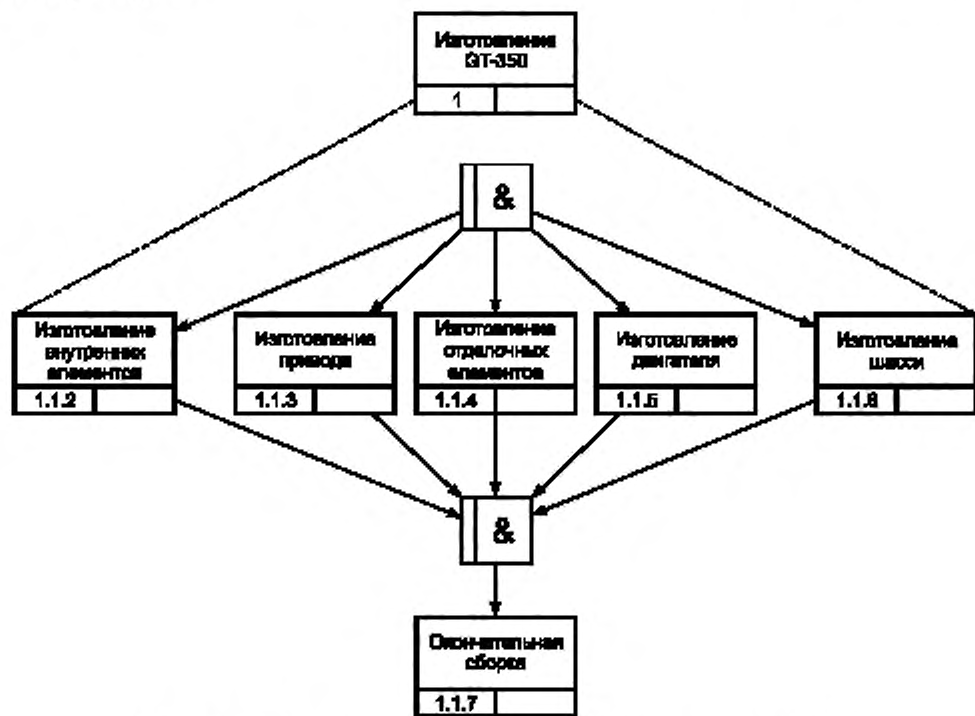 Изготовление
GT-350
1
&
Изготовление
внутренних
элементов
1.1.2
Изготовление
привода
1.1.3
Изготовление
отделочных
элементов
1.1.4
Изготовление
двигателя
1.1.5
Изготовление
шасси
1.1.6
&
Окончательная
сборка
1.1.7